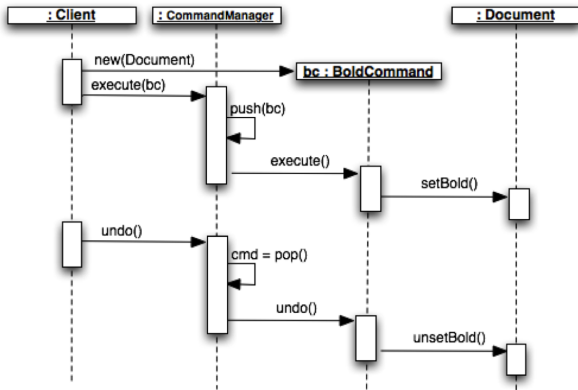 : Client
: CommandManager
: Document
new(Document)
bc : BoldCommand
execute(bc)
push(bc)
execute()
setBold()
undo()
cmd = pop()
undo()
unsetBold()